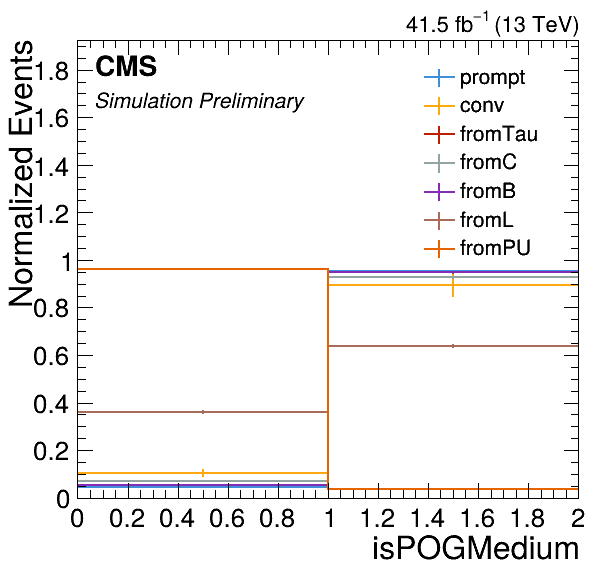 41.5 fb⁻¹ (13 TeV)
CMS
Simulation Preliminary
prompt
conv
fromTau
fromC
fromB
fromL
fromPU
Normalized Events
1.8
1.6
1.4
1.2
1
0.8
0.6
0.4
0.2
0
0 0.2 0.4 0.6 0.8 1 1.2 1.4 1.6 1.8 2
isPOGMedium